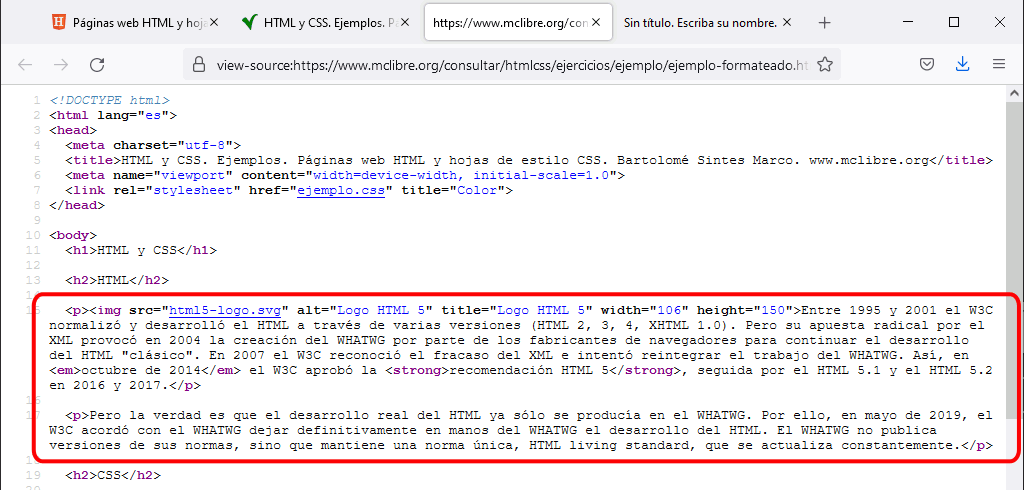 Páginas web HTML y hoja
HTML y CSS. Ejemplos. P
https://www.mclibre.org/con
Sin título. Escriba su nombre.
view-source:https://www.mclibre.org/consultar/htmlcss/ejercicios/ejemplo/ejemplo-formateado.ht
1 <!DOCTYPE html>
2 <html lang="es">
3 <head>
4 <meta charset="utf-8">
5 <title>HTML y CSS. Ejemplos. Páginas web HTML y hojas de estilo CSS. Bartolomé Sintes Marco. www.mclibre.org</title>
6 <meta name="viewport" content="width=device-width, initial-scale=1.0">
7 <link rel="stylesheet" href="ejemplo.css" title="Color">
8 </head>
9
10 <body>
11 <h1>HTML y CSS</h1>
12
13 <h2>HTML</h2>
15 <p><img src="html5-logo.svg" alt="Logo HTML 5" title="Logo HTML 5" width="106" height="150">Entre 1995 y 2001 el W3C
normalizó y desarrolló el HTML a través de varias versiones (HTML 2, 3, 4, XHTML 1.0). Pero su apuesta radical por el
XML provocó en 2004 la creación del WHATWG por parte de los fabricantes de navegadores para continuar el desarrollo
del HTML "clásico". En 2007 el W3C reconoció el fracaso del XML e intentó reintegrar el trabajo del WHATWG. Así, en
<em>octubre de 2014</em> el W3C aprobó la <strong>recomendación HTML 5</strong>, seguida por el HTML 5.1 y el HTML 5.2
en 2016 y 2017.</p>
16
17 <p>Pero la verdad es que el desarrollo real del HTML ya sólo se producía en el WHATWG. Por ello, en mayo de 2019, el
W3C acordó con el WHATWG dejar definitivamente en manos del WHATWG el desarrollo del HTML. El WHATWG no publica
versiones de sus normas, sino que mantiene una norma única, HTML living standard, que se actualiza constantemente.</p>
19 <h2>CSS</h2>